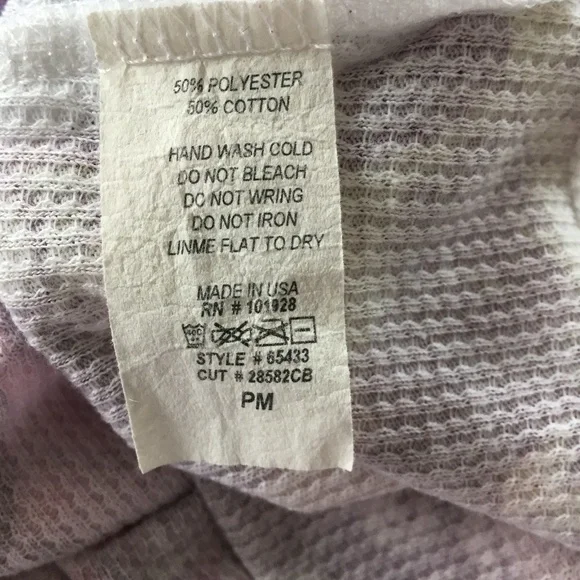 50% POLYESTER
50% COTTON
HAND WASH COLD
DO NOT BLEACH
DO NOT WRING
DO NOT IRON
LINME FLAT TO DRY
MADE IN USA
RN # 101928
STYLE # 65433
CUT # 28582CB
PM